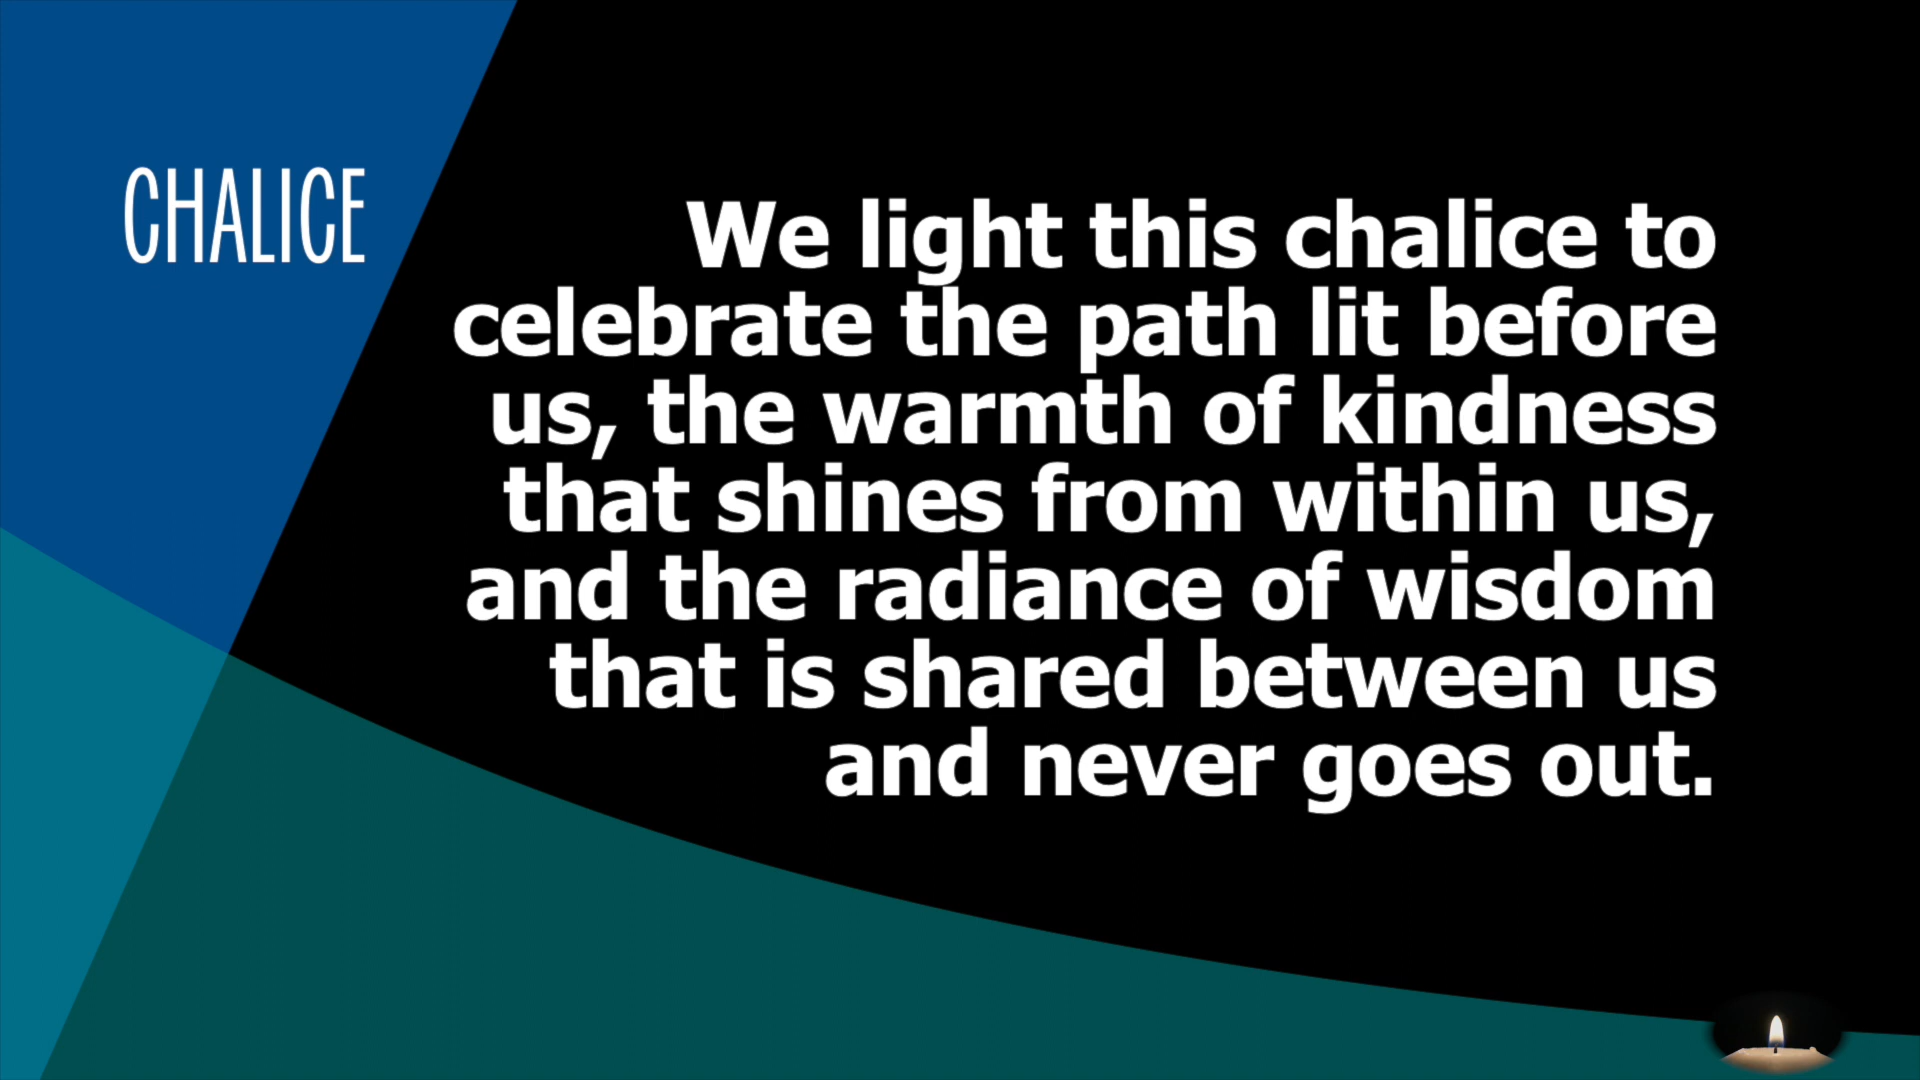 CHALICE
We light this chalice to
celebrate the path lit before
us, the warmth of kindness
that shines from within us,
and the radiance of wisdom
that is shared between us
and never goes out.